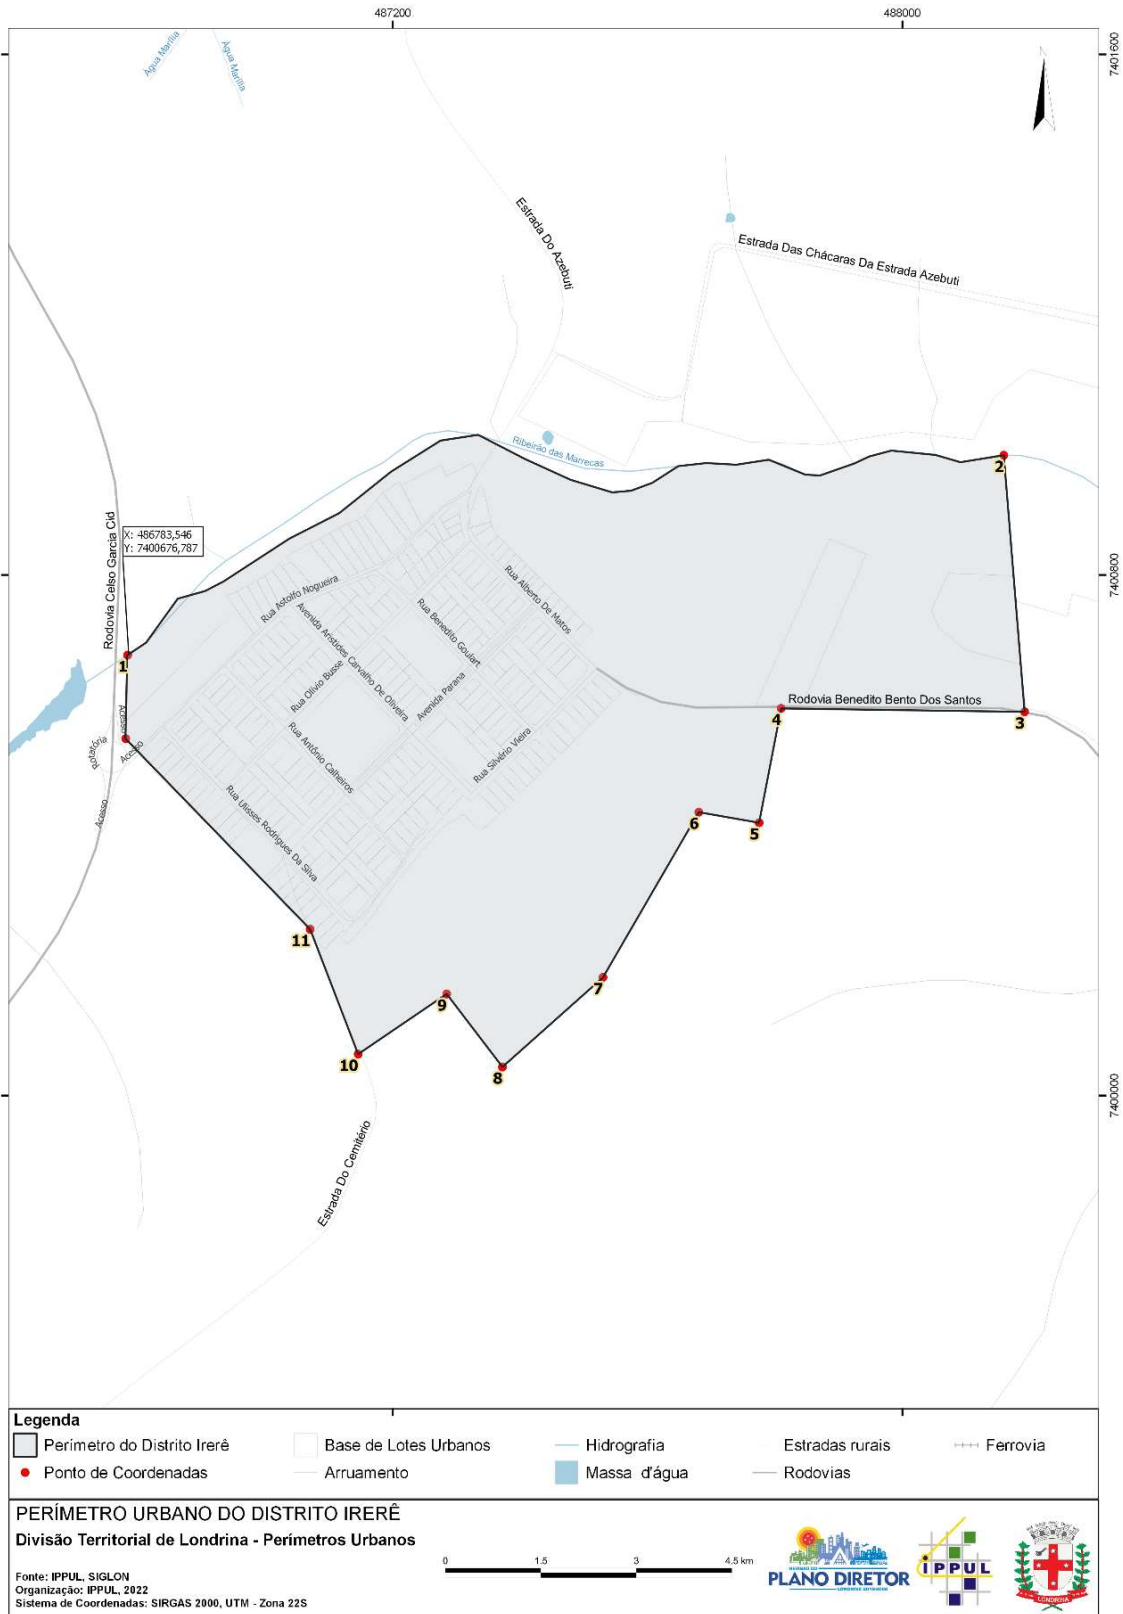 487200
488000
7401600
Água Marília
Água Marília
Estrada Do Azebuti
Estrada Das Chácaras Da Estrada Azebuti
Ribeirão das Marrecas
2
Rodovia Celso Garcia Cid
X: 486783,546
Y: 7400676,787
7400800
Rua Astolfo Nogueira
Rua Alberto De Matos
Avenida Aristides Carvalho De Oliveira
Rua Benedito Goulart
1
Rua Olivio Busse
Avenida Parana
Rodovia Benedito Bento Dos Santos
4
3
Acesso
Rotatória
Acesso
Rua Antônio Calheiros
Rua Silvério Vieira
Acesso
Rua Ulisses Rodrigues Da Silva
6
5
11
7
9
10
8
7400000
Estrada Do Cemitério
Legenda
Perímetro do Distrito Irerê
Base de Lotes Urbanos
Hidrografia
Estradas rurais
Ferrovia
Ponto de Coordenadas
Arruamento
Massa d'água
Rodovias
PERÍMETRO URBANO DO DISTRITO IRERÊ
Divisão Territorial de Londrina - Perímetros Urbanos
Fonte: IPPUL, SIGLON
Organização: IPPUL, 2022
Sistema de Coordenadas: SIRGAS 2000, UTM - Zona 22S
0 1,5 3 4,5 km
PLANO DIRETOR
IPPUL
LONDRINA